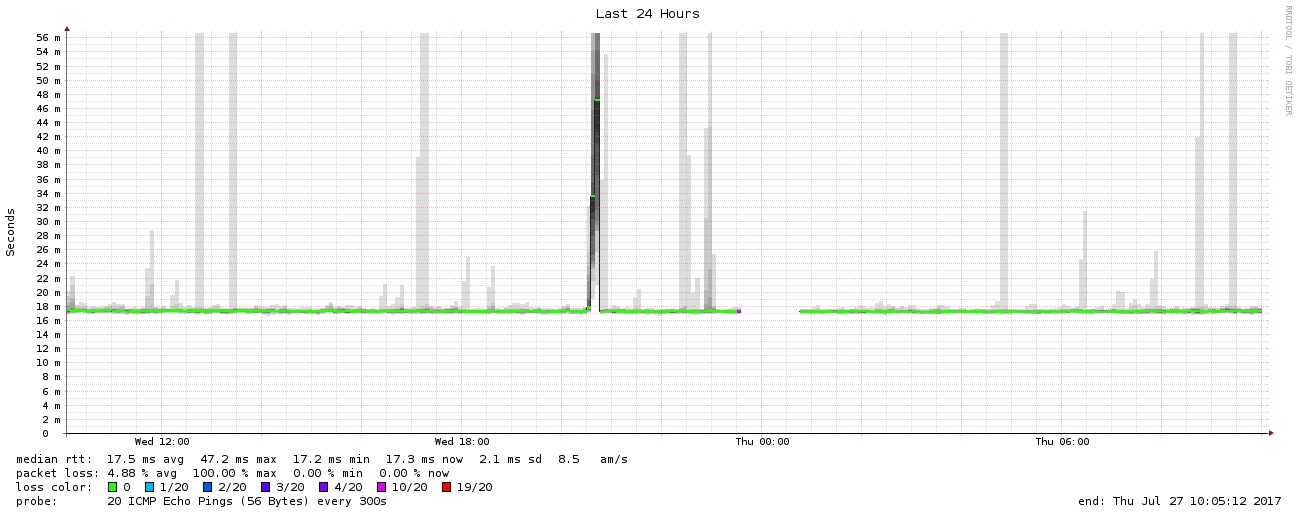 Last 24 Hours
RRDTOOL / TOBI OETIKER
Seconds
56 m
54 m
52 m
50 m
48 m
46 m
44 m
42 m
40 m
38 m
36 m
34 m
32 m
30 m
28 m
26 m
24 m
22 m
20 m
18 m
16 m
14 m
12 m
10 m
8 m
6 m
4 m
2 m
0
Wed 12:00 Wed 18:00 Thu 00:00 Thu 06:00
median rtt: 17.5 ms avg 47.2 ms max 17.2 ms min 17.3 ms now 2.1 ms sd 8.5 am/s
packet loss: 4.88 % avg 100.00 % max 0.00 % min 0.00 % now
loss color: 0 1/20 2/20 3/20 4/20 10/20 19/20
probe: 20 ICMP Echo Pings (56 Bytes) every 300s end: Thu Jul 27 10:05:12 2017